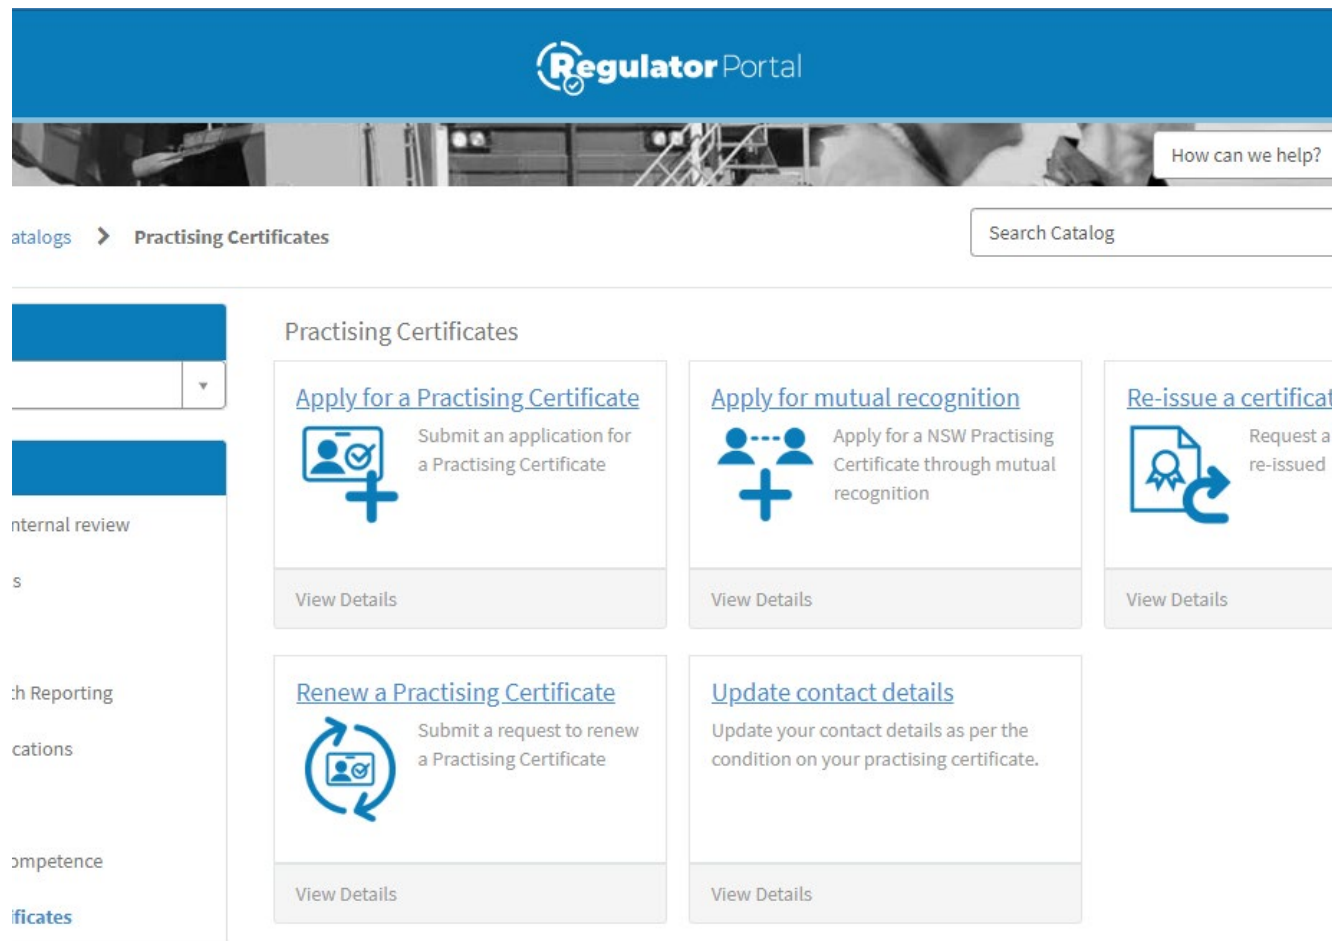 Regulator Portal
How can we help?
atalogs > Practising Certificates
Search Catalog
Practising Certificates
Apply for a Practising Certificate
Submit an application for
a Practising Certificate
View Details
Apply for mutual recognition
Apply for a NSW Practising
Certificate through mutual
recognition
View Details
Re-issue a certificat
Request a
re-issued
View Details
nternal review
s
th Reporting
cations
ompetence
ificates
Renew a Practising Certificate
Submit a request to renew
a Practising Certificate
View Details
Update contact details
Update your contact details as per the
condition on your practising certificate.
View Details